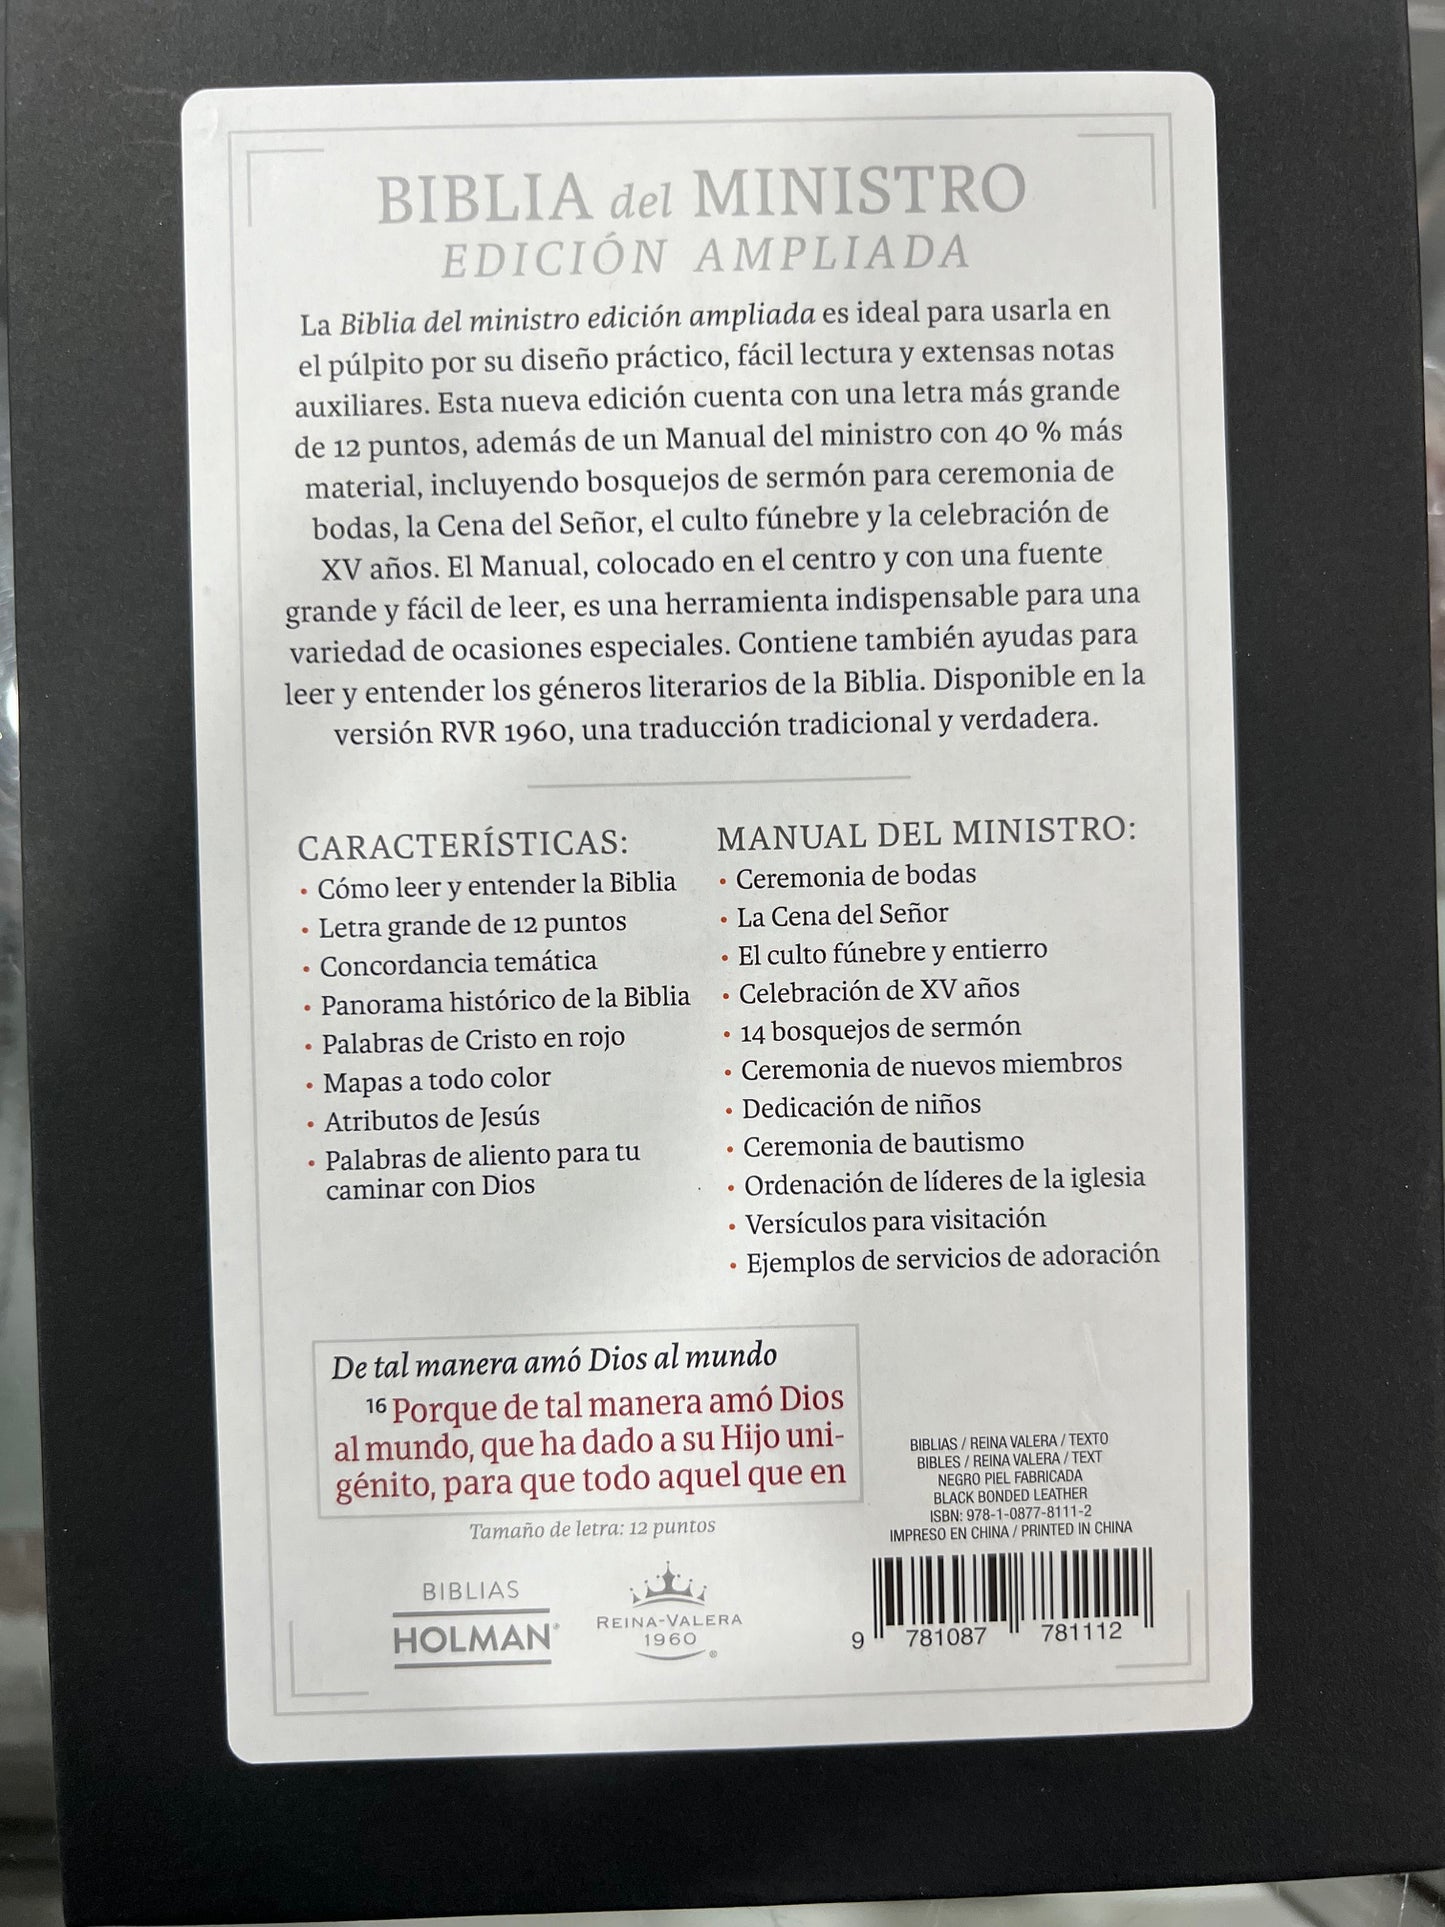 BIBLIA del MINISTRO
EDICIÓN AMPLIADA
La Biblia del ministro edición ampliada es ideal para usarla en
el púlpito por su diseño práctico, fácil lectura y extensas notas
auxiliares. Esta nueva edición cuenta con una letra más grande
de 12 puntos, además de un Manual del ministro con 40 % más
material, incluyendo bosquejos de sermón para ceremonia de
bodas, la Cena del Señor, el culto fúnebre y la celebración de
XV años. El Manual, colocado en el centro y con una fuente
grande y fácil de leer, es una herramienta indispensable para una
variedad de ocasiones especiales. Contiene también ayudas para
leer y entender los géneros literarios de la Biblia. Disponible en la
versión RVR 1960, una traducción tradicional y verdadera.
CARACTERÍSTICAS:
• Cómo leer y entender la Biblia
• Letra grande de 12 puntos
• Concordancia temática
• Panorama histórico de la Biblia
• Palabras de Cristo en rojo
• Mapas a todo color
• Atributos de Jesús
• Palabras de aliento para tu
caminar con Dios
MANUAL DEL MINISTRO:
• Ceremonia de bodas
• La Cena del Señor
• El culto fúnebre y entierro
• Celebración de XV años
• 14 bosquejos de sermón
• Ceremonia de nuevos miembros
• Dedicación de niños
• Ceremonia de bautismo
• Ordenación de líderes de la iglesia
• Versículos para visitación
• Ejemplos de servicios de adoración
De tal manera amó Dios al mundo
16 Porque de tal manera amó Dios
al mundo, que ha dado a su Hijo uni-
génito, para que todo aquel que en
Tamaño de letra: 12 puntos
BIBLIAS
HOLMAN®
REINA-VALERA
1960
®
BIBLIAS / REINA VALERA / TEXTO
BIBLES / REINA VALERA / TEXT
NEGRO PIEL FABRICADA
BLACK BONDED LEATHER
ISBN: 978-1-0877-8111-2
IMPRESO EN CHINA / PRINTED IN CHINA
9 781087 781112